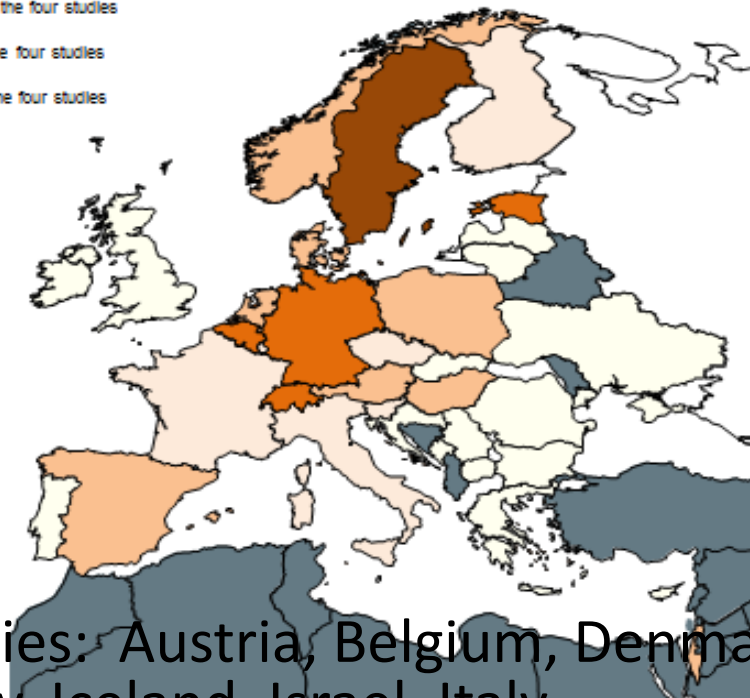 the four studies
e four studies
he four studies
ies: Austria, Belgium, Denma
y, Iceland, Israel, Italy